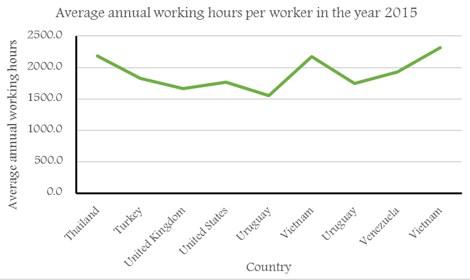 Average annual working hours per worker in the year 2015
Average annual working hours
2500.0
2000.0
1500.0
1000.0
500.0
0.0
Thailand
Turkey
United Kingdom
United States
Uruguay
Vietnam
Uruguay
Venezuela
Vietnam
Country